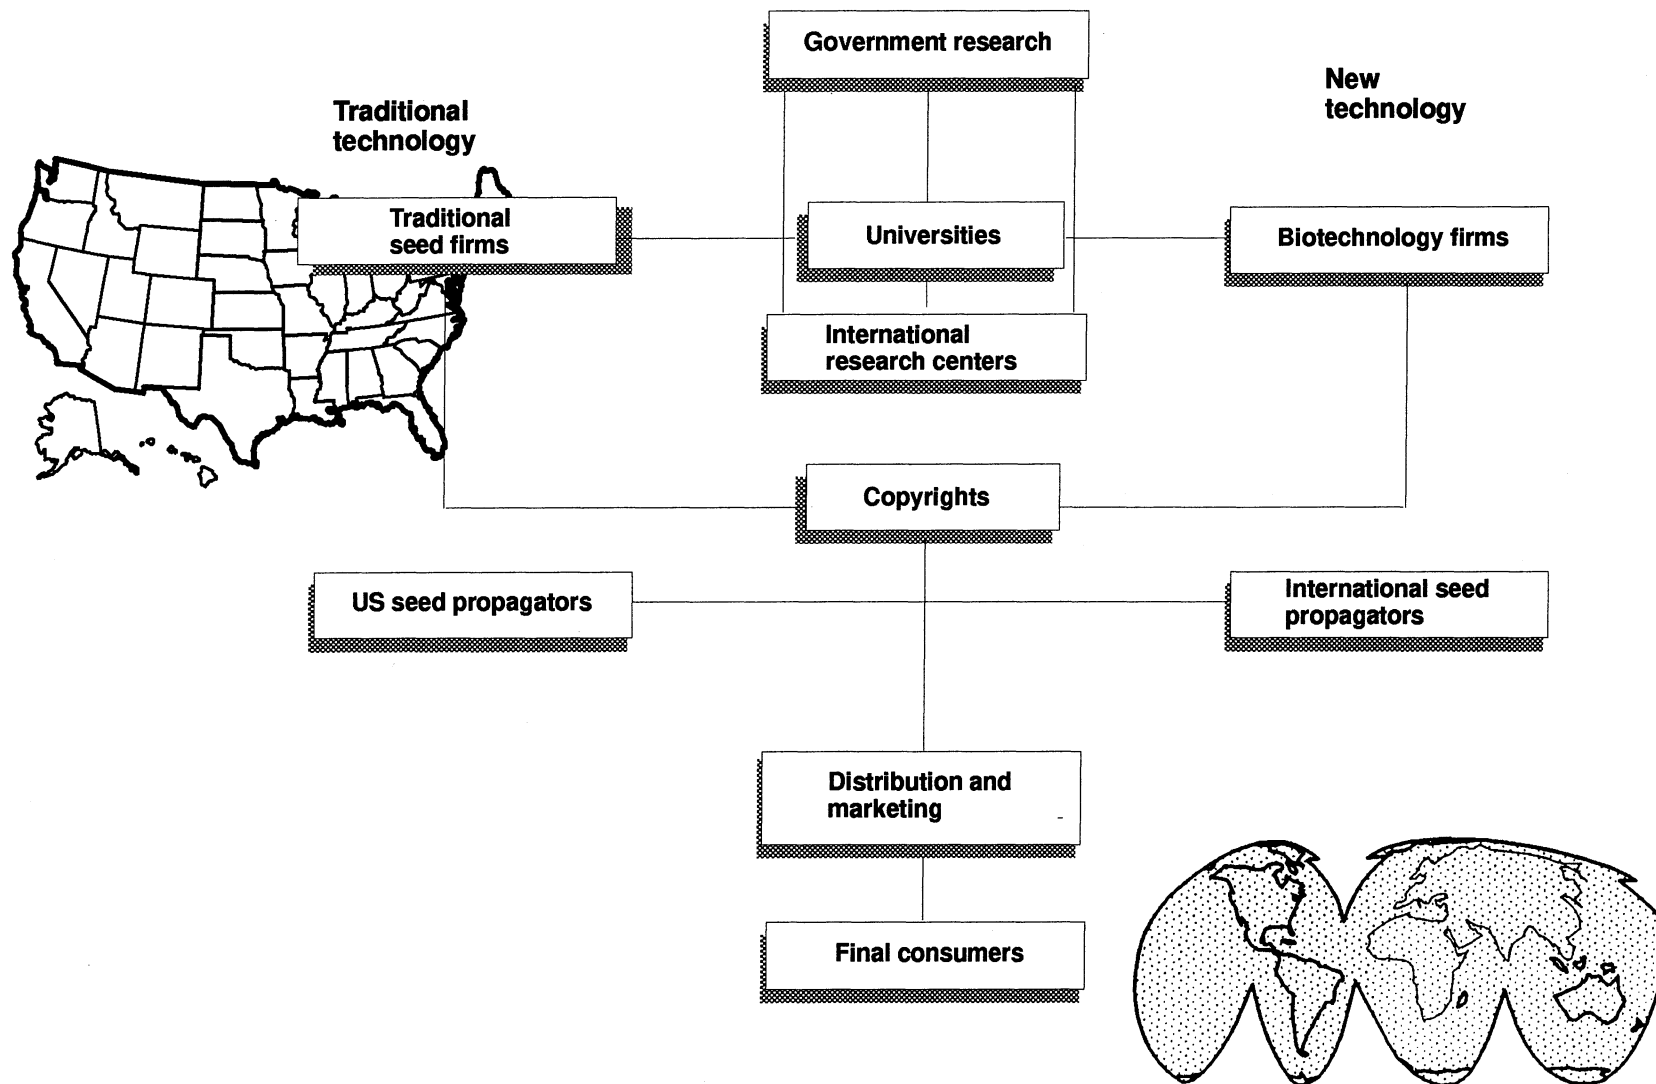 Government research
New
technology
Traditional
technology
Traditional
seed firms
Universities
Biotechnology firms
International
research centers
Copyrights
US seed propagators
International seed
propagators
Distribution and
marketing
Final consumers